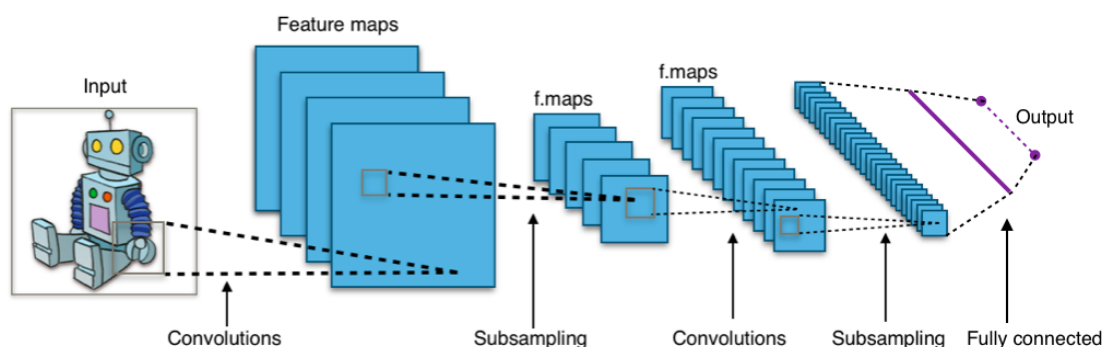 Feature maps
Input
f.maps
f.maps
Output
Convolutions
Subsampling
Convolutions
Subsampling
Fully connected